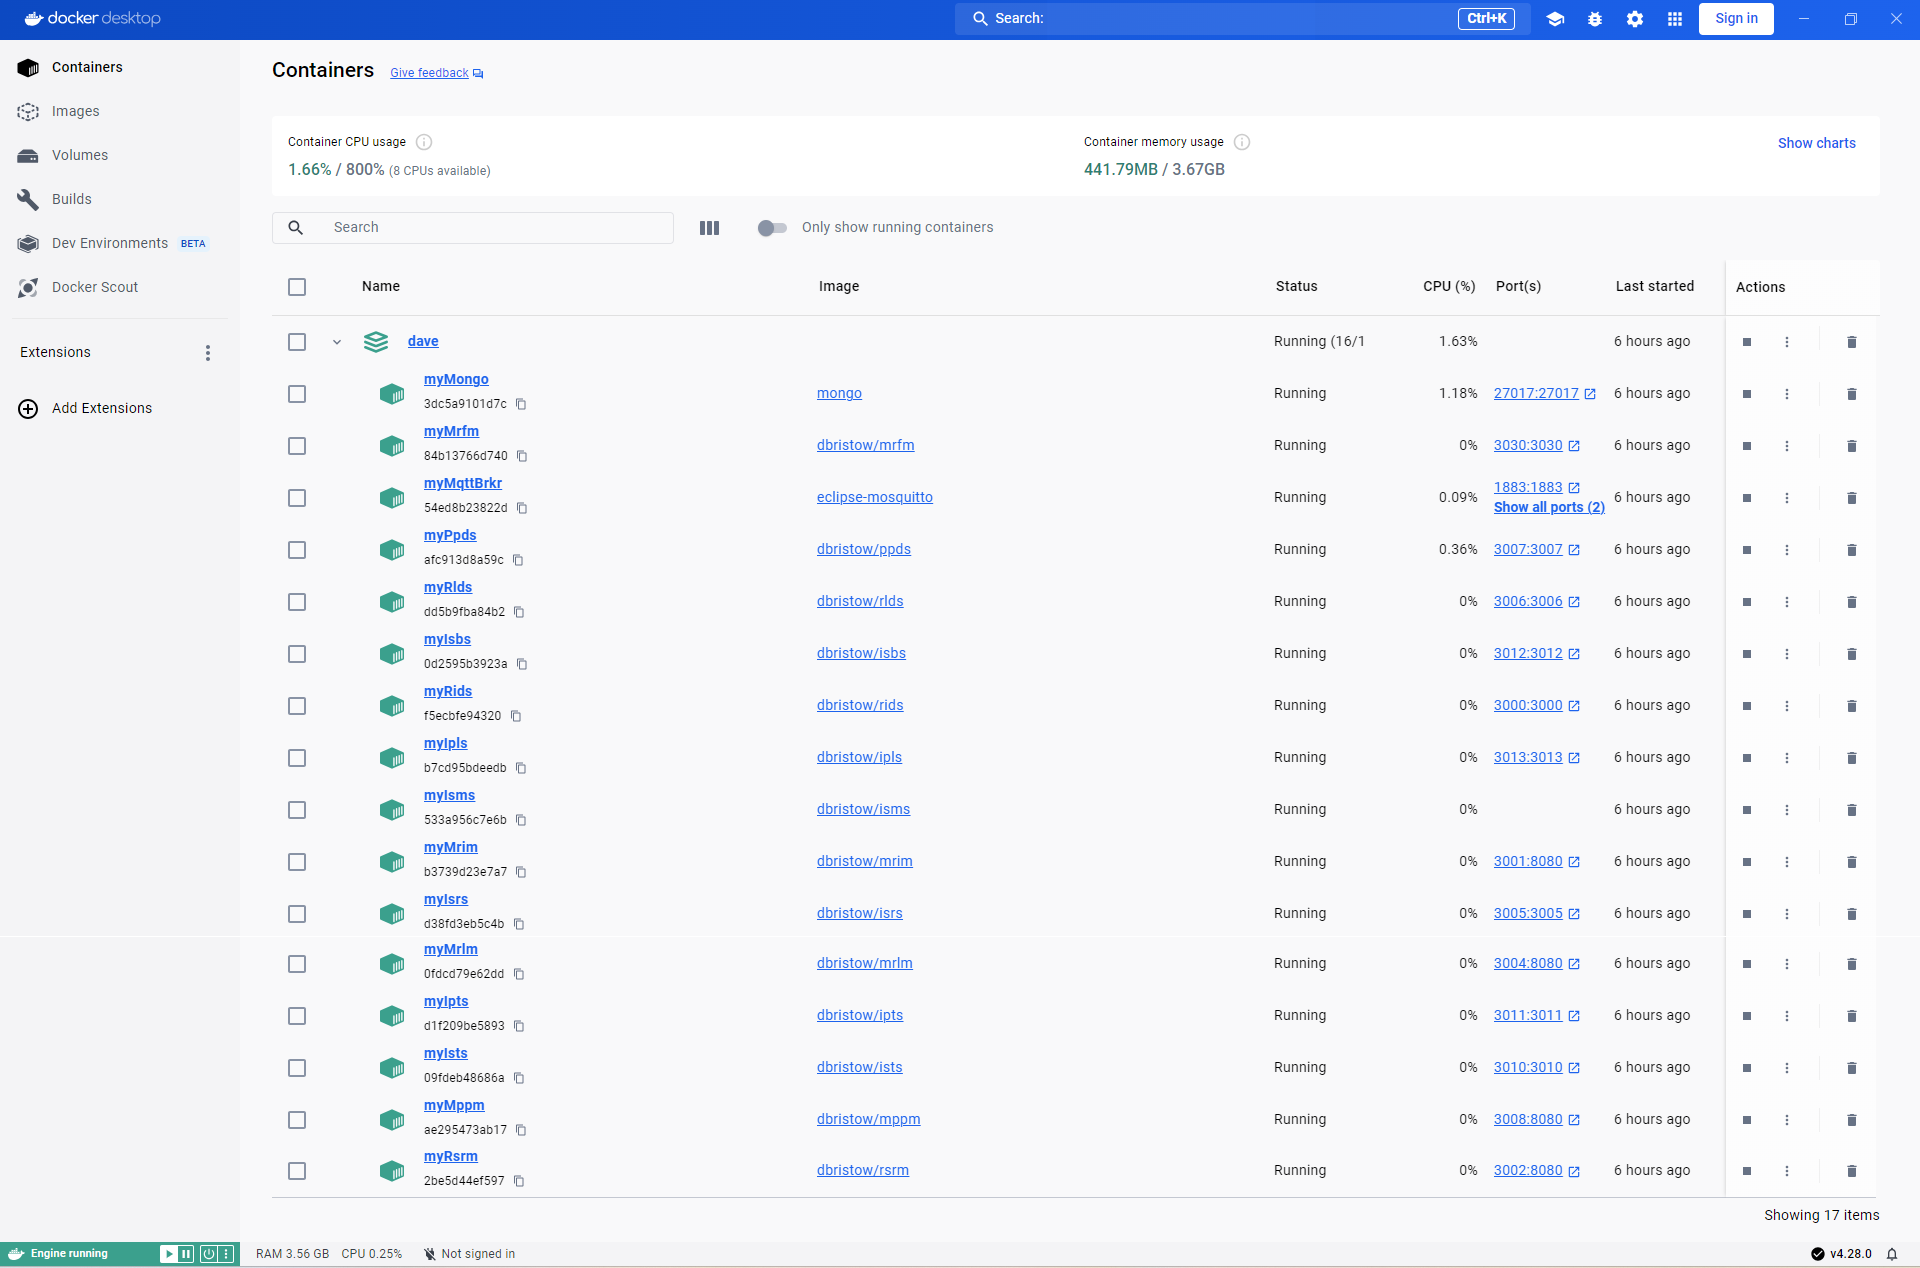 docker desktop
Search:
Ctrl+K
Sign in
Containers
Images
Volumes
Builds
Dev Environments BETA
Docker Scout
Extensions
Add Extensions
Containers Give feedback
Container CPU usage
1.66% / 800% (8 CPUs available)
Container memory usage
441.79MB / 3.67GB
Show charts
Search
Only show running containers
Name Image Status CPU (%) Port(s) Last started Actions
dave Running (16/1 1.63% 6 hours ago
myMongo
3dc5a9101d7c
mongo Running 1.18% 27017:27017 6 hours ago
myMrfm
84b13766d740
dbristow/mrfm Running 0% 3030:3030 6 hours ago
myMqttBrkr
54ed8b23822d
eclipse-mosquitto Running 0.09% 1883:1883 6 hours ago
Show all ports (2)
myPpds
afc913d8a59c
dbristow/ppds Running 0.36% 3007:3007 6 hours ago
myRlds
dd5b9fba84b2
dbristow/rlds Running 0% 3006:3006 6 hours ago
myIsbs
0d2595b3923a
dbristow/isbs Running 0% 3012:3012 6 hours ago
myRids
f5ecbfe94320
dbristow/rids Running 0% 3000:3000 6 hours ago
myIpls
b7cd95bdeedb
dbristow/ipls Running 0% 3013:3013 6 hours ago
myIsms
533a956c7e6b
dbristow/isms Running 0% 6 hours ago
myMrim
b3739d23e7a7
dbristow/mrim Running 0% 3001:8080 6 hours ago
myIsrs
d38fd3eb5c4b
dbristow/isrs Running 0% 3005:3005 6 hours ago
myMrlm
0fdcd79e62dd
dbristow/mrlm Running 0% 3004:8080 6 hours ago
myIpts
d1f209be5893
dbristow/ipts Running 0% 3011:3011 6 hours ago
myIsts
09fdeb48686a
dbristow/ists Running 0% 3010:3010 6 hours ago
myMppm
ae295473ab17
dbristow/mppm Running 0% 3008:8080 6 hours ago
myRsrm
2be5d44ef597
dbristow/rsrm Running 0% 3002:8080 6 hours ago
Showing 17 items
Engine running
RAM 3.56 GB CPU 0.25% Not signed in
v4.28.0